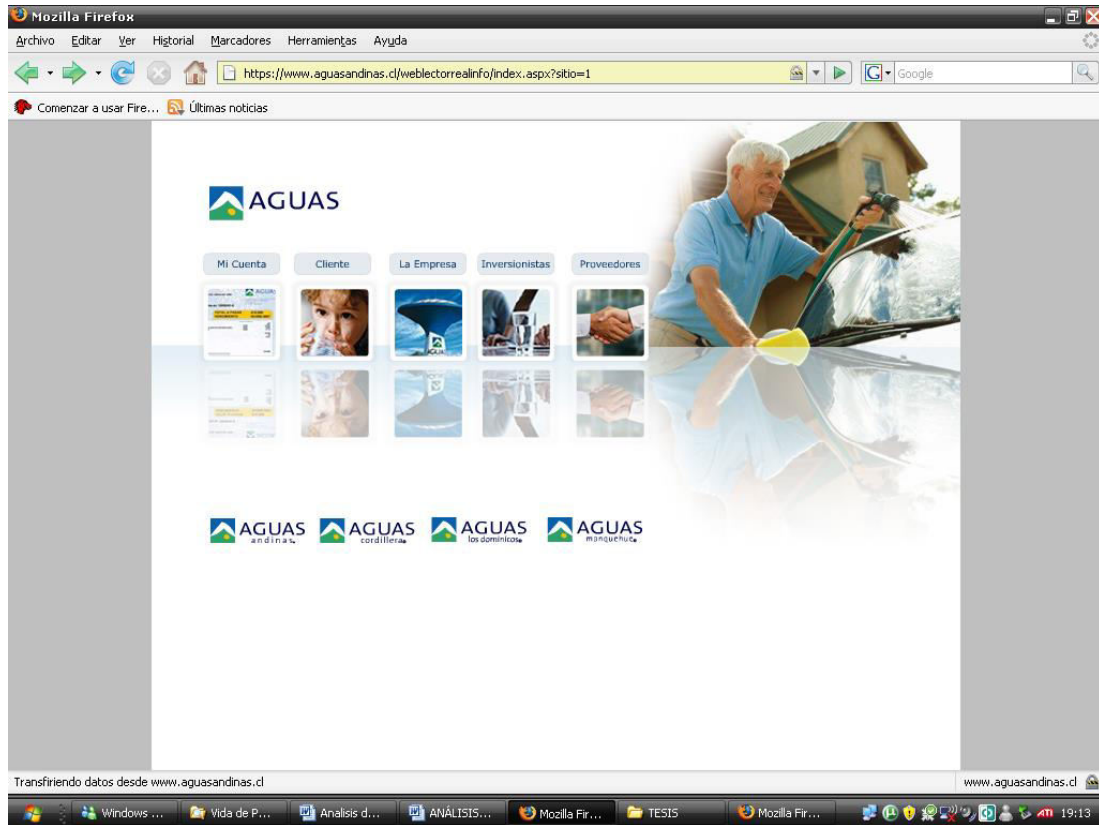 Mozilla Firefox
Archivo Editar Ver Historial Marcadores Herramientas Ayuda
https://www.aguasandinas.cl/weblectorrealinfo/index.aspx?sitio=1
G Google
Comenzar a usar Fire... Últimas noticias
AGUAS
Mi Cuenta Cliente La Empresa Inversionistas Proveedores
AGUAS andinas
AGUAS cordillera
AGUAS los dominicos
AGUAS manquehue
Transfiriendo datos desde www.aguasandinas.cl
www.aguasandinas.cl
Windows ... Vida de P... Analisis d... ANÁLISIS... Mozilla Fir... TESIS Mozilla Fir... ATI 19:13